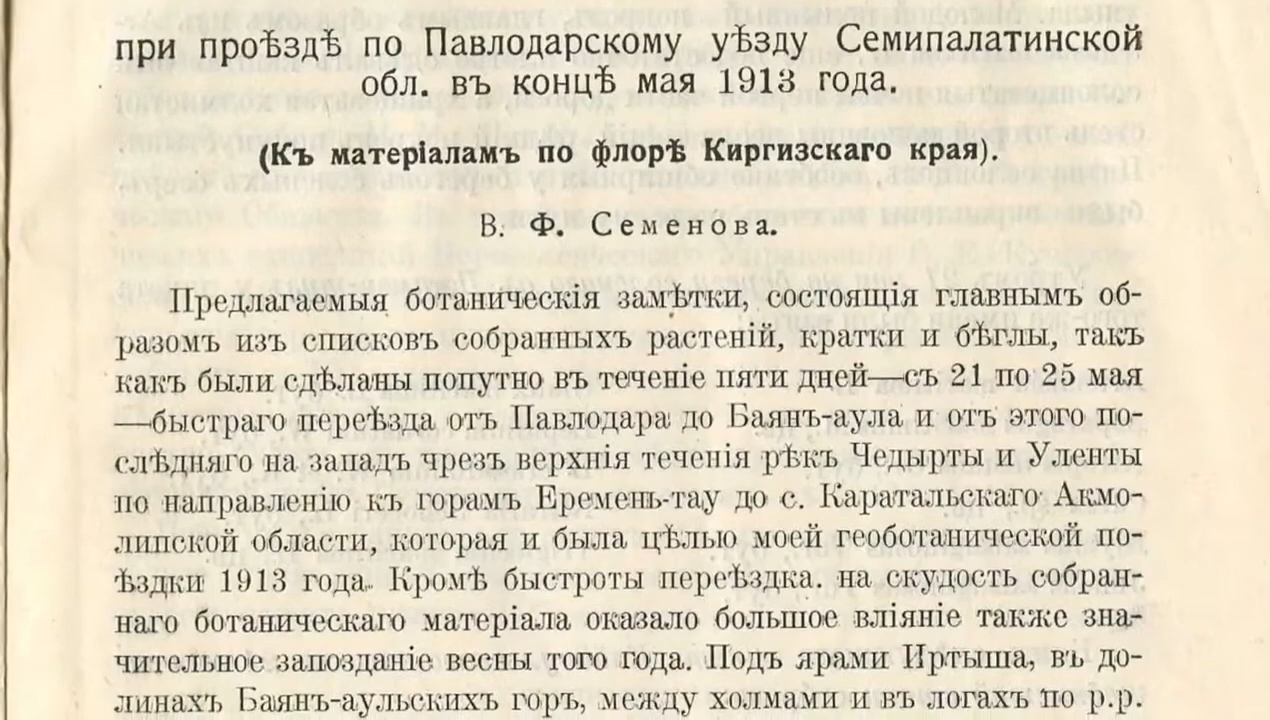 при проѣздѣ по Павлодарскому уѣзду Семипалатинской
обл. въ концѣ мая 1913 года.
(Къ матеріаламъ по флорѣ Киргизскаго края).
В. Ф. Семенова.
Предлагаемыя ботаническія замѣтки, состоящія главнымъ об-
разомъ изъ списковъ собранныхъ растеній, кратки и бѣглы, такъ
какъ были сдѣланы попутно въ теченіе пяти дней—съ 21 по 25 мая
—быстраго переѣзда отъ Павлодара до Баянъ-аула и отъ этого по-
слѣдняго на западъ чрезъ верхнія теченія рѣкъ Чедырты и Уленты
по направленію къ горамъ Еремень-тау до с. Каратальскаго Акмо-
липской области, которая и была цѣлью моей геоботанической по-
ѣздки 1913 года. Кромѣ быстроты переѣздка. на скудость собран-
наго ботаническаго матеріала оказало большое вліяніе также зна-
чительное запозданіе весны того года. Подъ ярами Иртыша, въ до-
линахъ Баянъ-аульскихъ горъ, между холмами и въ логахъ по р.р.